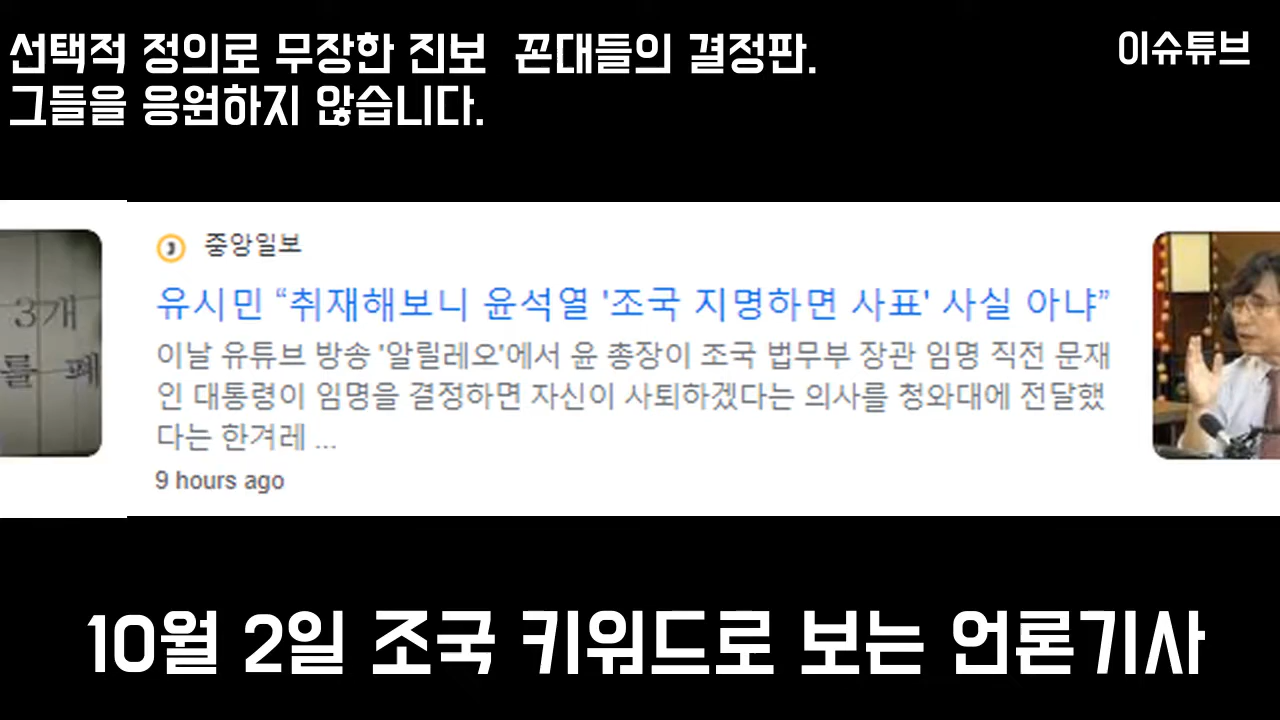 선택적 정의로 무장한 진보 꼰대들의 결정판.
그들을 응원하지 않습니다.
이슈튜브
3개
를 폐
중앙일보
유시민 “취재해보니 윤석열 '조국 지명하면 사표' 사실 아냐”
이날 유튜브 방송 '알릴레오'에서 윤 총장이 조국 법무부 장관 임명 직전 문재
인 대통령이 임명을 결정하면 자신이 사퇴하겠다는 의사를 청와대에 전달했
다는 한겨레 ...
9 hours ago
10월 2일 조국 키워드로 보는 언론기사